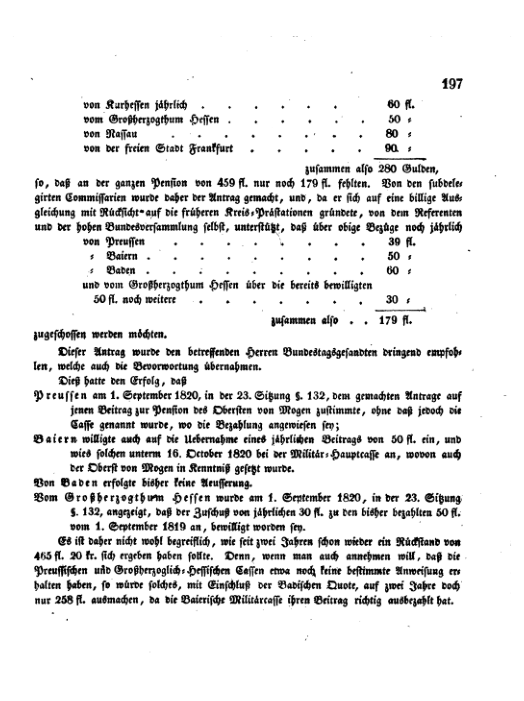 197
von Kurhessen jährlich . . . . . 60 fl.
vom Großherzogthum Hessen . . . . . 50 „
von Nassau . . . . . . . 80 „
von der freien Stadt Frankfurt . . . . . 90 „
zusammen also 280 Gulden,
so, daß an der ganzen Pension von 459 fl. nur noch 179 fl. fehlten. Von den subdele-
girten Commissarien wurde daher der Antrag gemacht, und, da er sich auf eine billige Aus-
gleichung mit Rücksicht auf die früheren Kreis-Prästationen gründete, von dem Referenten
und der hohen Bundesversammlung selbst, unterstützt, daß über obige Bezüge noch jährlich
von Preussen . . . . . . . 39 fl.
„ Baiern . . . . . . . . 50 „
„ Baden . . . . . . . . 60 „
und vom Großherzogthum Hessen über die bereits bewilligten
50 fl. noch weitere . . . . . . 30 „
zusammen also . . 179 fl.
zugeschossen werden möchten.
Dieser Antrag wurde den betreffenden Herren Bundestagsgesandten dringend empfoh-
len, welche auch die Bevorwortung übernahmen.
Dieß hatte den Erfolg, daß
Preussen am 1. September 1820, in der 23. Sitzung §. 132, dem gemachten Antrage auf
jenen Beitrag zur Pension des Obersten von Mogen zustimmte, ohne daß jedoch die
Casse genannt wurde, wo die Bezahlung angewiesen sey;
Baiern willigte auch auf die Uebernahme eines jährlichen Beitrags von 50 fl. ein, und
wies solchen unterm 16. October 1820 bei der Militär-Hauptcasse an, wovon auch
der Oberst von Mogen in Kenntniß gesetzt wurde.
Von Baden erfolgte bisher keine Aeusserung.
Vom Großherzogthum Hessen wurde am 1. September 1820, in der 23. Sitzung
§. 132, angezeigt, daß der Zuschuß von jährlichen 30 fl. zu den bisher bezahlten 50 fl.
vom 1. September 1819 an, bewilligt worden sey.
Es ist daher nicht wohl begreiflich, wie seit zwei Jahren schon wieder ein Rückstand von
465 fl. 20 kr. sich ergeben haben sollte. Denn, wenn man auch annehmen will, daß die
Preussischen und Großherzoglich-Hessischen Cassen etwa noch keine bestimmte Anweisung er-
halten haben, so würde solches, mit Einschluß der Badischen Quote, auf zwei Jahre doch
nur 258 fl. ausmachen, da die Baierische Militärcasse ihren Beitrag richtig ausbezahlt hat.